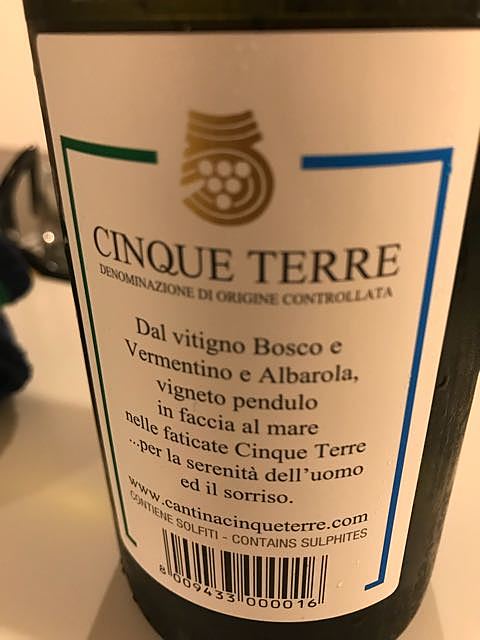 CINQUE TERRE
DENOMINAZIONE DI ORIGINE CONTROLLATA
Dal vitigno Bosco e
Vermentino e Albarola,
vigneto pendulo
in faccia al mare
nelle faticate Cinque Terre
...per la serenità dell'uomo
ed il sorriso.
www.cantinacinqueterre.com
CONTIENE SOLFITI - CONTAINS SULPHITES
8 009433 000016